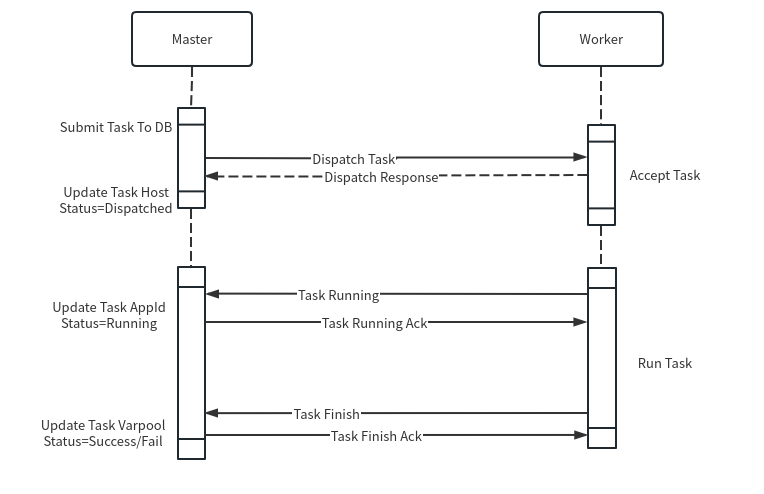 Master
Worker
Submit Task To DB
Dispatch Task
Dispatch Response
Accept Task
Update Task Host
Status=Dispatched
Task Running
Update Task AppId
Status=Running
Task Running Ack
Run Task
Task Finish
Update Task Varpool
Status=Success/Fail
Task Finish Ack